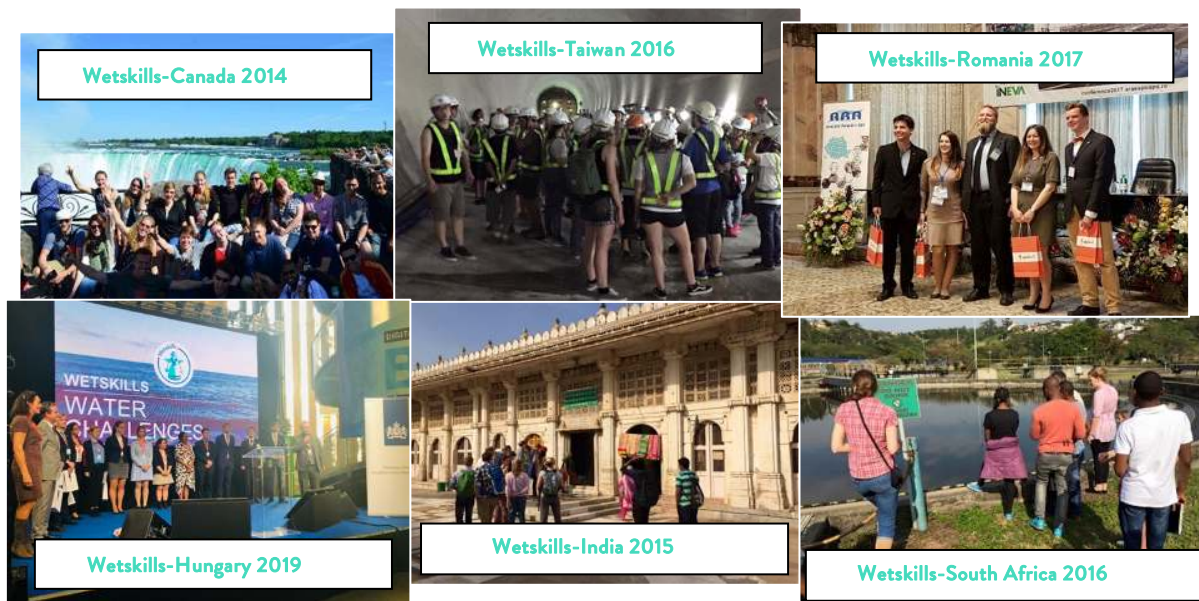 Wetskills-Canada 2014
Wetskills-Taiwan 2016
Wetskills-Romania 2017
INEVA
ARA
WETSKILLS
WATER
CHALLENGES
Wetskills-Hungary 2019
Wetskills-India 2015
Wetskills-South Africa 2016